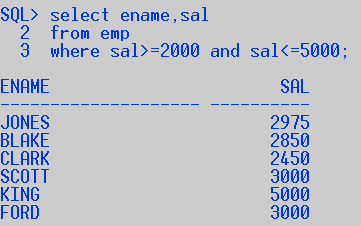 SQL> select ename,sal
2 from emp
3 where sal>=2000 and sal<=5000;
ENAME SAL
-------------------- ----------
JONES 2975
BLAKE 2850
CLARK 2450
SCOTT 3000
KING 5000
FORD 3000